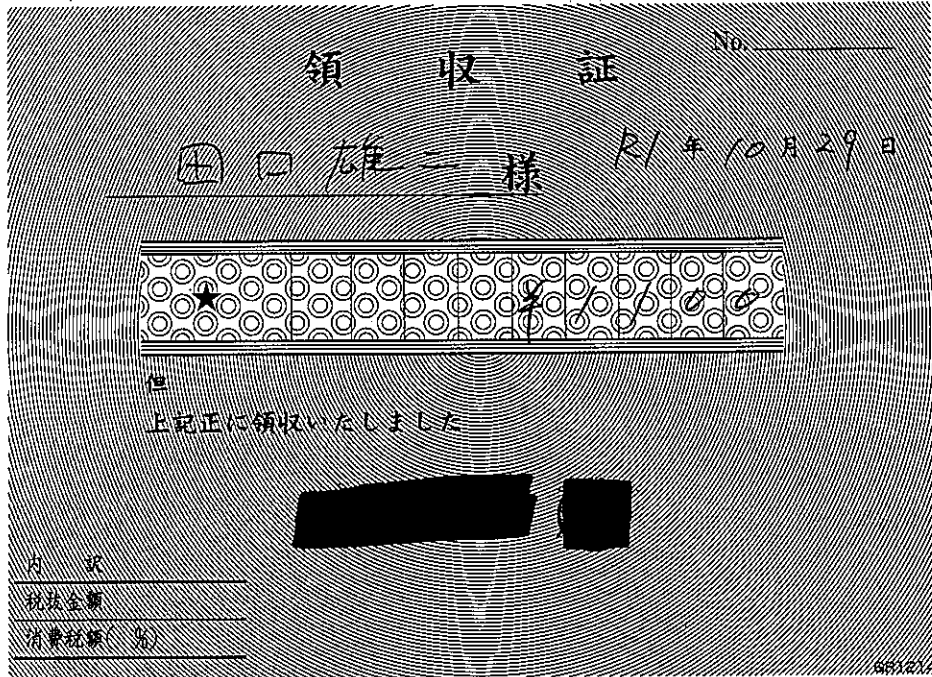 領収証
No.
田口雄一 様
R1年10月29日
★ ¥1100
但
上記正に領収いたしました
内訳
税抜金額
消費税額( %)